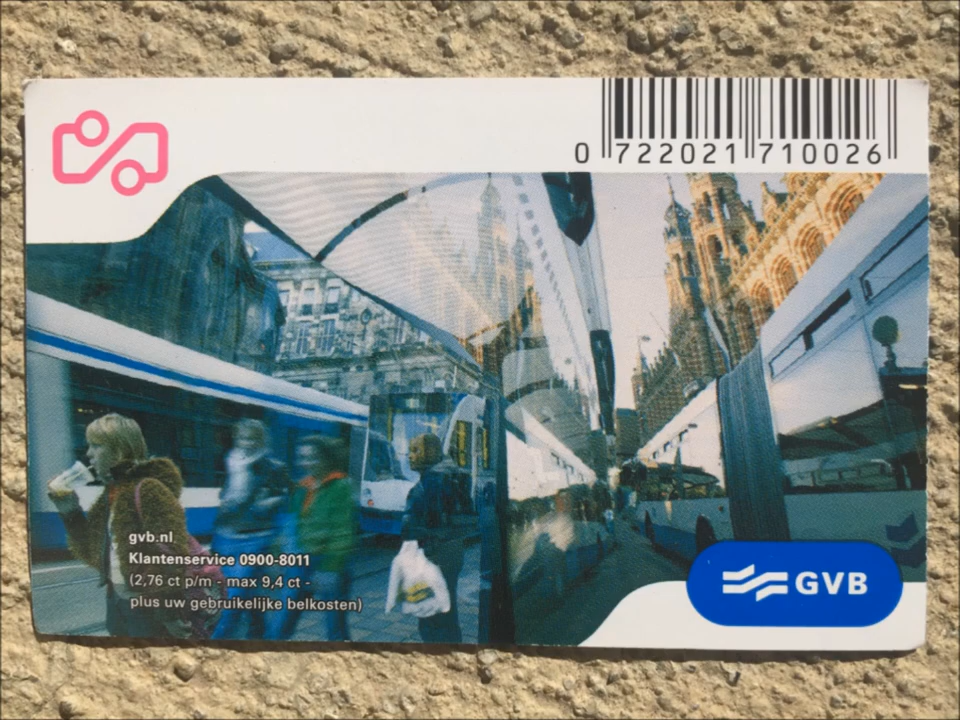 0 722021 710026
gvb.nl
Klantenservice 0900-8011
(2,76 ct p/m - max 9,4 ct -
plus uw gebruikelijke belkosten)
GVB